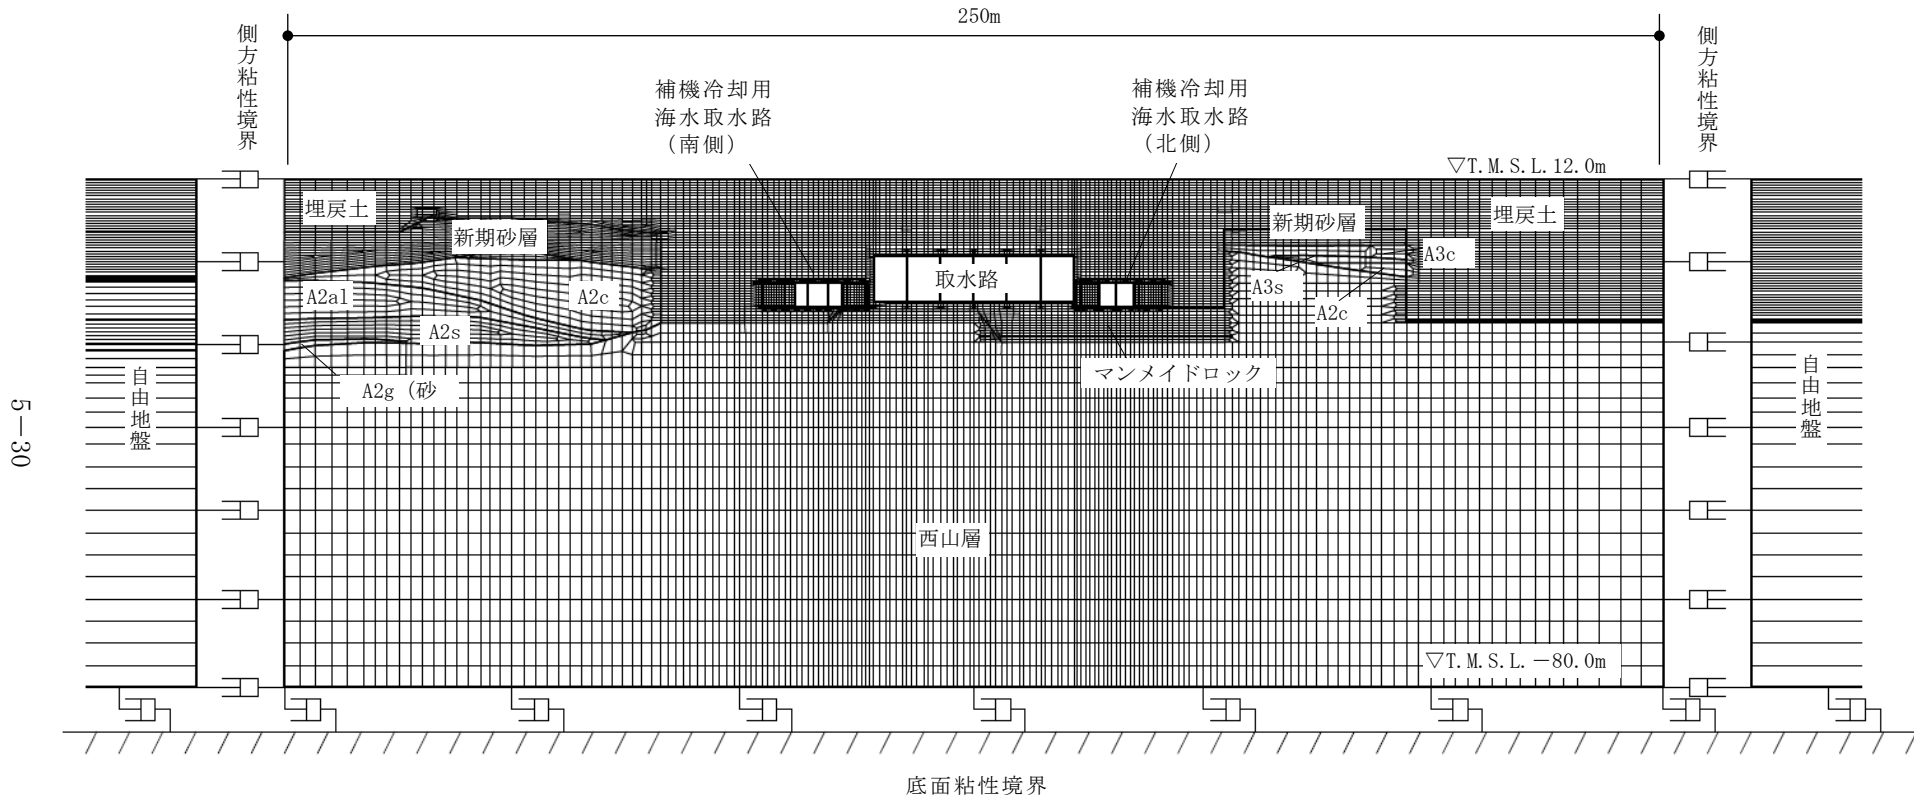 250m
側方粘性境界
側方粘性境界
補機冷却用
海水取水路
（南側）
補機冷却用
海水取水路
（北側）
▽T.M.S.L.12.0m
埋戻土
新期砂層
新期砂層
埋戻土
A3c
取水路
A2al
A2c
A3s
A2c
A2s
自由地盤
A2g（砂
マンメイドロック
自由地盤
5－30
西山層
▽T.M.S.L.－80.0m
底面粘性境界